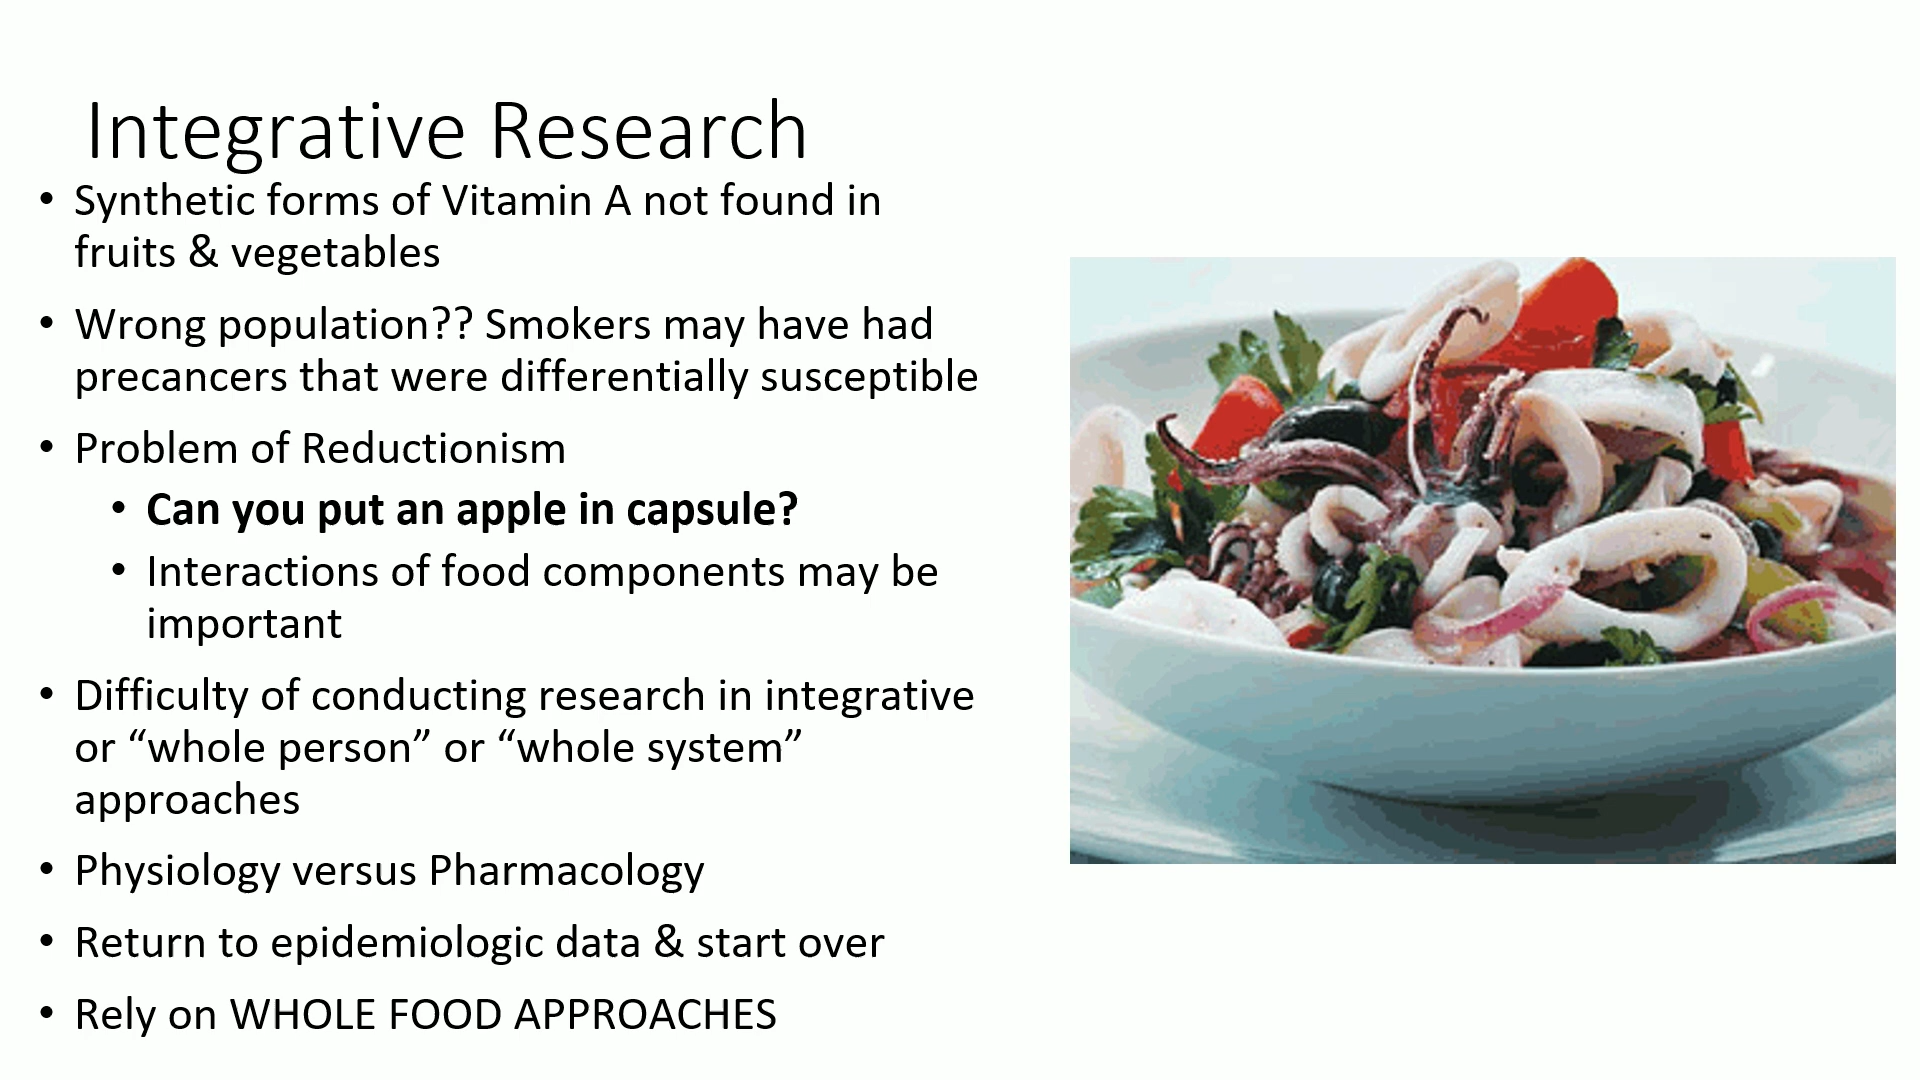 Integrative Research
• Synthetic forms of Vitamin A not found in
fruits & vegetables
• Wrong population?? Smokers may have had
precancers that were differentially susceptible
• Problem of Reductionism
• Can you put an apple in capsule?
• Interactions of food components may be
important
• Difficulty of conducting research in integrative
or “whole person” or “whole system”
approaches
• Physiology versus Pharmacology
• Return to epidemiologic data & start over
• Rely on WHOLE FOOD APPROACHES